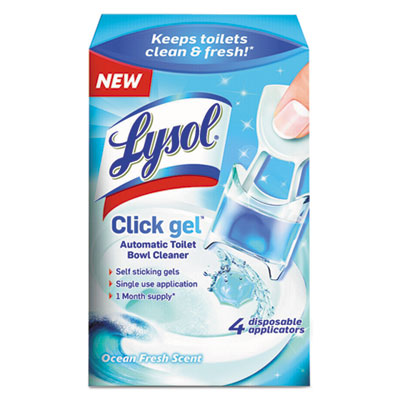 Keeps toilets
clean & fresh!*
NEW
Lysol
Click gel™
Automatic Toilet
Bowl Cleaner
Self sticking gels
Single use application
1 Month supply*
4 disposable
applicators
Ocean Fresh Scent